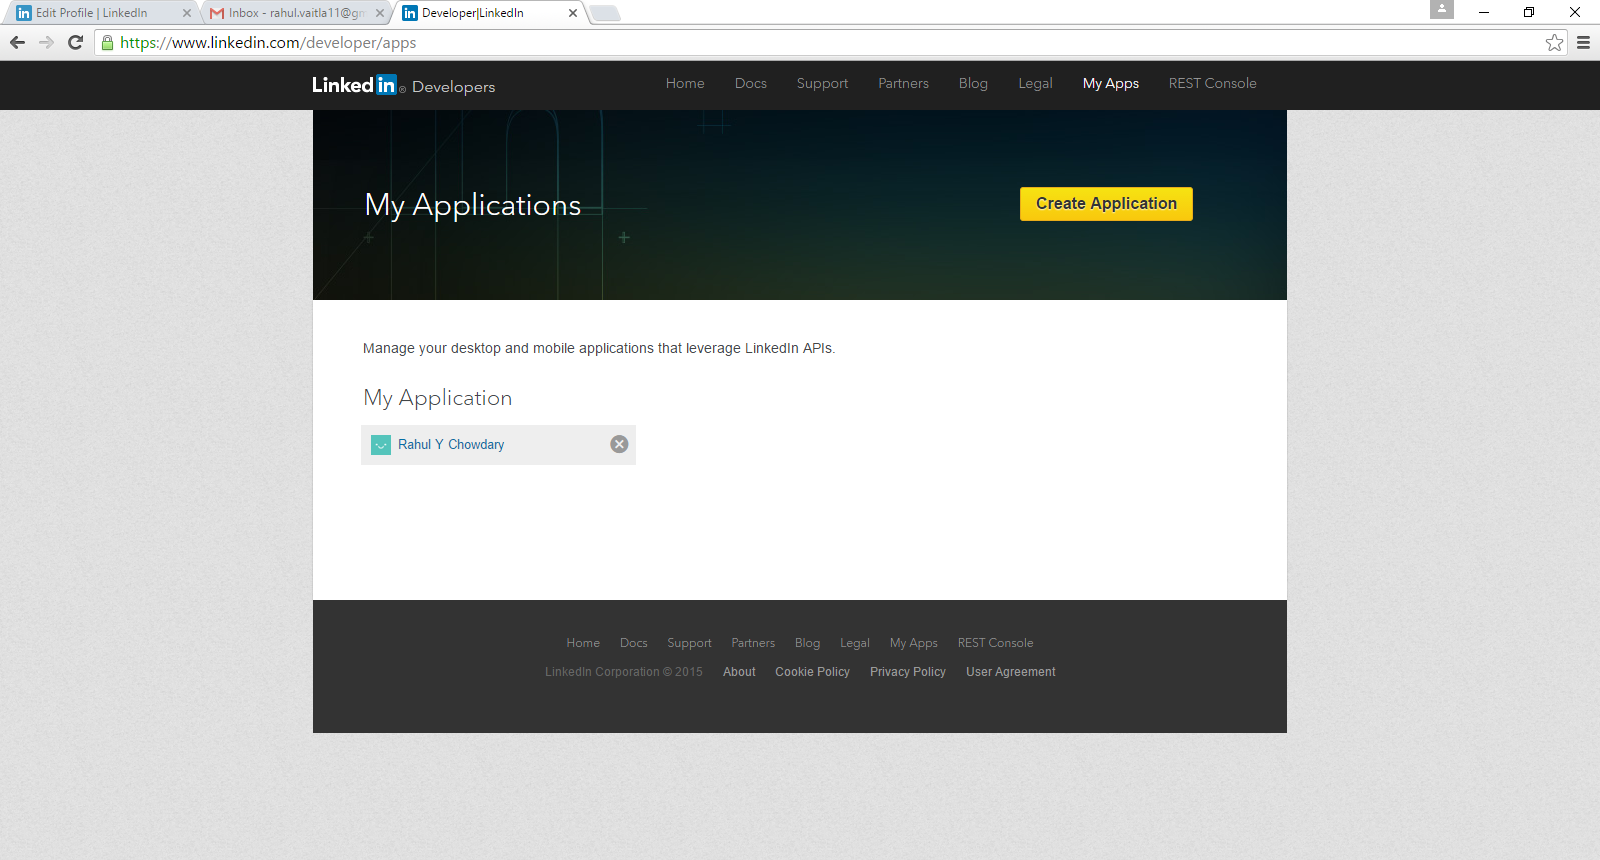 Edit Profile | LinkedIn
Inbox - rahul.vaitla11@gm
Developer|LinkedIn
https://www.linkedin.com/developer/apps
Linked in ® Developers
Home Docs Support Partners Blog Legal My Apps REST Console
My Applications
Create Application
Manage your desktop and mobile applications that leverage LinkedIn APIs.
My Application
Rahul Y Chowdary
Home Docs Support Partners Blog Legal My Apps REST Console
LinkedIn Corporation © 2015 About Cookie Policy Privacy Policy User Agreement